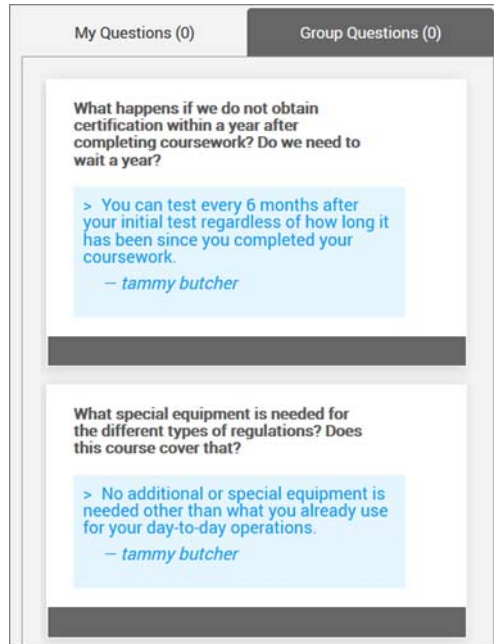 My Questions (0)
Group Questions (0)
What happens if we do not obtain
certification within a year after
completing coursework? Do we need to
wait a year?
> You can test every 6 months after
your initial test regardless of how long it
has been since you completed your
coursework.
— tammy butcher
What special equipment is needed for
the different types of regulations? Does
this course cover that?
> No additional or special equipment is
needed other than what you already use
for your day-to-day operations.
— tammy butcher